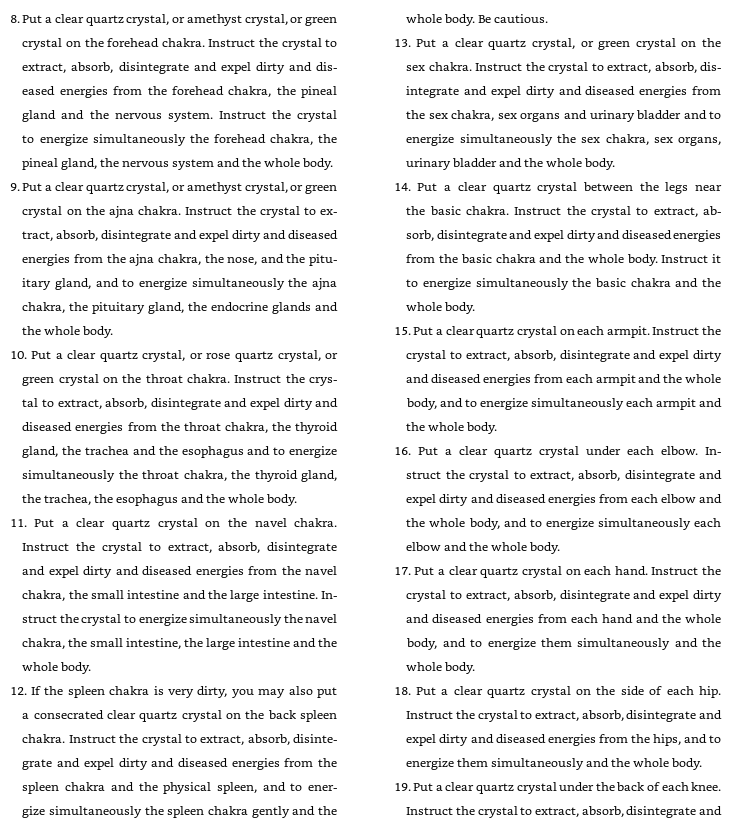 8. Put a clear quartz crystal, or amethyst crystal, or green
crystal on the forehead chakra. Instruct the crystal to
extract, absorb, disintegrate and expel dirty and dis-
eased energies from the forehead chakra, the pineal
gland and the nervous system. Instruct the crystal
to energize simultaneously the forehead chakra, the
pineal gland, the nervous system and the whole body.
9. Put a clear quartz crystal, or amethyst crystal, or green
crystal on the ajna chakra. Instruct the crystal to ex-
tract, absorb, disintegrate and expel dirty and diseased
energies from the ajna chakra, the nose, and the pitu-
itary gland, and to energize simultaneously the ajna
chakra, the pituitary gland, the endocrine glands and
the whole body.
10. Put a clear quartz crystal, or rose quartz crystal, or
green crystal on the throat chakra. Instruct the crys-
tal to extract, absorb, disintegrate and expel dirty and
diseased energies from the throat chakra, the thyroid
gland, the trachea and the esophagus and to energize
simultaneously the throat chakra, the thyroid gland,
the trachea, the esophagus and the whole body.
11. Put a clear quartz crystal on the navel chakra.
Instruct the crystal to extract, absorb, disintegrate
and expel dirty and diseased energies from the navel
chakra, the small intestine and the large intestine. In-
struct the crystal to energize simultaneously the navel
chakra, the small intestine, the large intestine and the
whole body.
12. If the spleen chakra is very dirty, you may also put
a consecrated clear quartz crystal on the back spleen
chakra. Instruct the crystal to extract, absorb, disinte-
grate and expel dirty and diseased energies from the
spleen chakra and the physical spleen, and to ener-
gize simultaneously the spleen chakra gently and the
whole body. Be cautious.
13. Put a clear quartz crystal, or green crystal on the
sex chakra. Instruct the crystal to extract, absorb, dis-
integrate and expel dirty and diseased energies from
the sex chakra, sex organs and urinary bladder and to
energize simultaneously the sex chakra, sex organs,
urinary bladder and the whole body.
14. Put a clear quartz crystal between the legs near
the basic chakra. Instruct the crystal to extract, ab-
sorb, disintegrate and expel dirty and diseased energies
from the basic chakra and the whole body. Instruct it
to energize simultaneously the basic chakra and the
whole body.
15. Put a clear quartz crystal on each armpit. Instruct the
crystal to extract, absorb, disintegrate and expel dirty
and diseased energies from each armpit and the whole
body, and to energize simultaneously each armpit and
the whole body.
16. Put a clear quartz crystal under each elbow. In-
struct the crystal to extract, absorb, disintegrate and
expel dirty and diseased energies from each elbow and
the whole body, and to energize simultaneously each
elbow and the whole body.
17. Put a clear quartz crystal on each hand. Instruct the
crystal to extract, absorb, disintegrate and expel dirty
and diseased energies from each hand and the whole
body, and to energize them simultaneously and the
whole body.
18. Put a clear quartz crystal on the side of each hip.
Instruct the crystal to extract, absorb, disintegrate and
expel dirty and diseased energies from the hips, and to
energize them simultaneously and the whole body.
19. Put a clear quartz crystal under the back of each knee.
Instruct the crystal to extract, absorb, disintegrate and